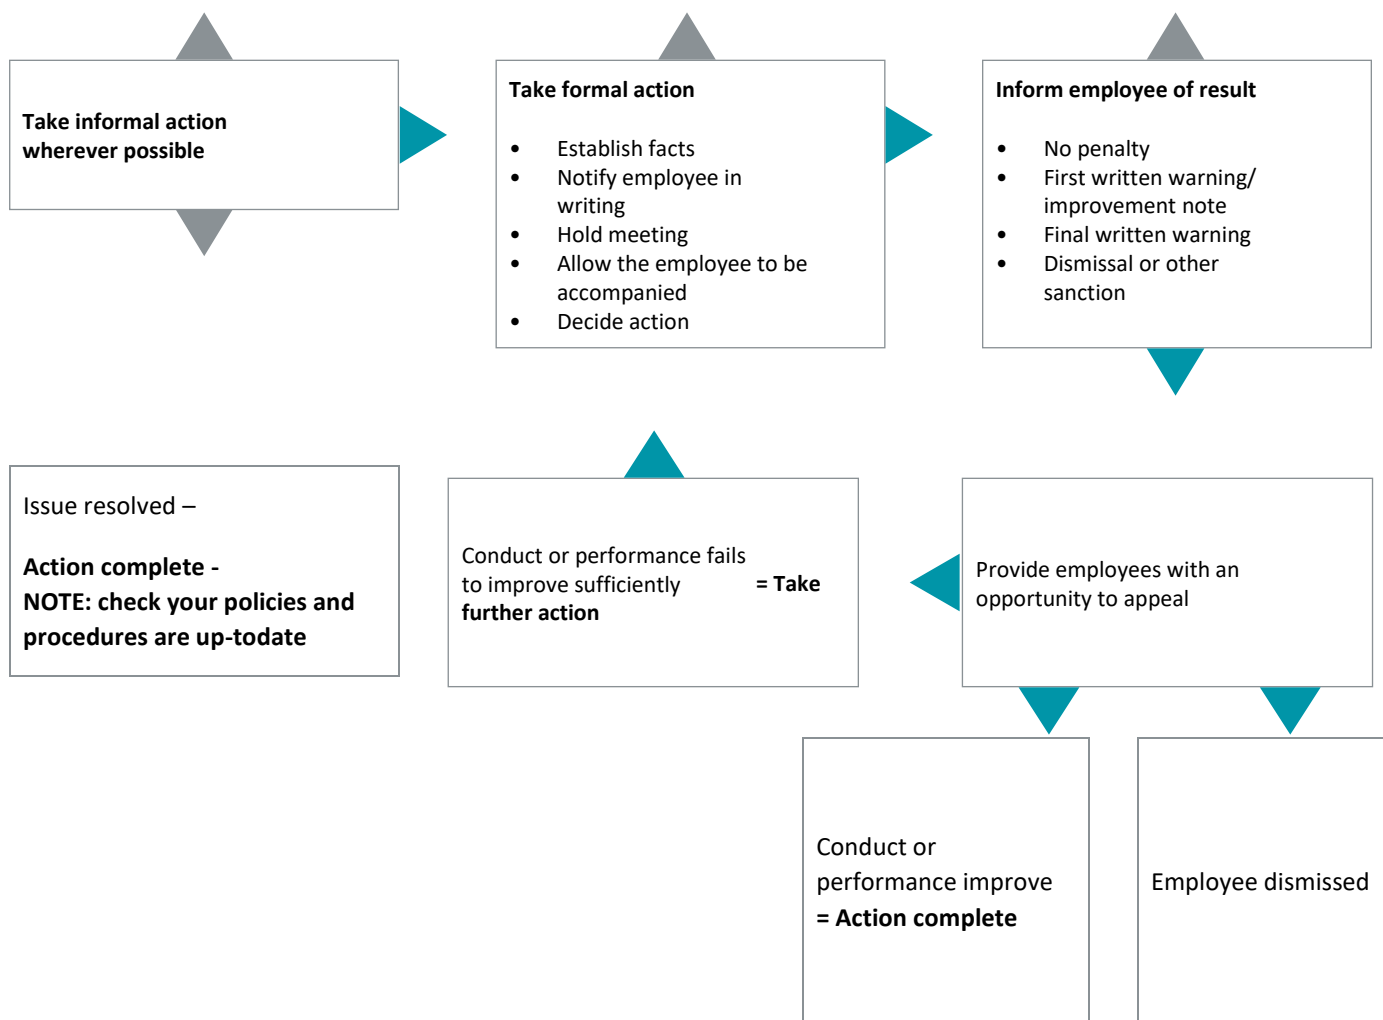 Take informal action
wherever possible
Take formal action
• Establish facts
• Notify employee in
writing
• Hold meeting
• Allow the employee to be
accompanied
• Decide action
Inform employee of result
• No penalty
• First written warning/
improvement note
• Final written warning
• Dismissal or other
sanction
Issue resolved –
Action complete -
NOTE: check your policies and
procedures are up-todate
Conduct or performance fails
to improve sufficiently = Take
further action
Provide employees with an
opportunity to appeal
Conduct or
performance improve
= Action complete
Employee dismissed